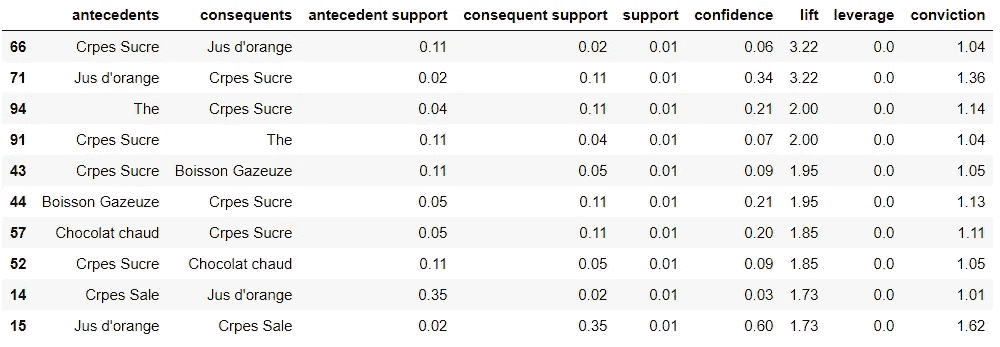 antecedents consequents antecedent support consequent support support confidence lift leverage conviction
66 Crpes Sucre Jus d'orange 0.11 0.02 0.01 0.06 3.22 0.0 1.04
71 Jus d'orange Crpes Sucre 0.02 0.11 0.01 0.34 3.22 0.0 1.36
94 The Crpes Sucre 0.04 0.11 0.01 0.21 2.00 0.0 1.14
91 Crpes Sucre The 0.11 0.04 0.01 0.07 2.00 0.0 1.04
43 Crpes Sucre Boisson Gazeuze 0.11 0.05 0.01 0.09 1.95 0.0 1.05
44 Boisson Gazeuze Crpes Sucre 0.05 0.11 0.01 0.21 1.95 0.0 1.13
57 Chocolat chaud Crpes Sucre 0.05 0.11 0.01 0.20 1.85 0.0 1.11
52 Crpes Sucre Chocolat chaud 0.11 0.05 0.01 0.09 1.85 0.0 1.05
14 Crpes Sale Jus d'orange 0.35 0.02 0.01 0.03 1.73 0.0 1.01
15 Jus d'orange Crpes Sale 0.02 0.35 0.01 0.60 1.73 0.0 1.62